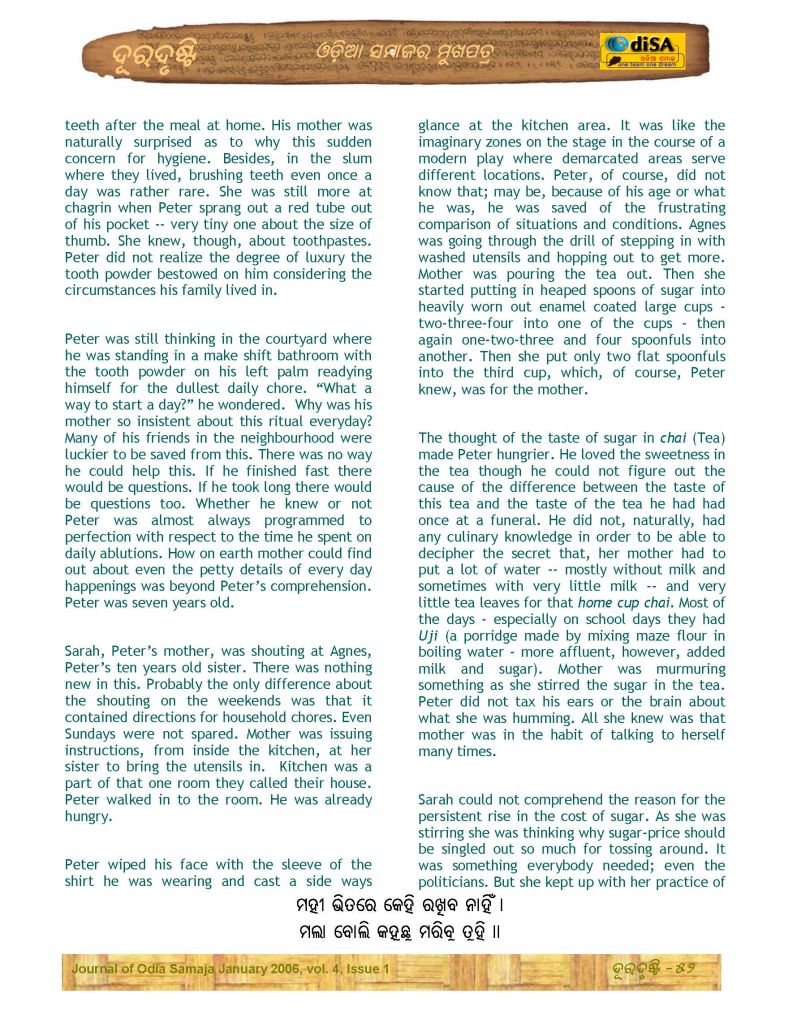 ଦୂରଦୃଷ୍ଟି
ଓଡ଼ିଆ ସମାଜର ମୁଖପତ୍ର
diSA
ଓଡ଼ିଆ ସମାଜ
one team one dream
teeth after the meal at home. His mother was
naturally surprised as to why this sudden
concern for hygiene. Besides, in the slum
where they lived, brushing teeth even once a
day was rather rare. She was still more at
chagrin when Peter sprang out a red tube out
of his pocket -- very tiny one about the size of
thumb. She knew, though, about toothpastes.
Peter did not realize the degree of luxury the
tooth powder bestowed on him considering the
circumstances his family lived in.
Peter was still thinking in the courtyard where
he was standing in a make shift bathroom with
the tooth powder on his left palm readying
himself for the dullest daily chore. “What a
way to start a day?” he wondered.  Why was his
mother so insistent about this ritual everyday?
Many of his friends in the neighbourhood were
luckier to be saved from this. There was no way
he could help this. If he finished fast there
would be questions. If he took long there would
be questions too. Whether he knew or not
Peter was almost always programmed to
perfection with respect to the time he spent on
daily ablutions. How on earth mother could find
out about even the petty details of every day
happenings was beyond Peter’s comprehension.
Peter was seven years old.
Sarah, Peter’s mother, was shouting at Agnes,
Peter’s ten years old sister. There was nothing
new in this. Probably the only difference about
the shouting on the weekends was that it
contained directions for household chores. Even
Sundays were not spared. Mother was issuing
instructions, from inside the kitchen, at her
sister to bring the utensils in.  Kitchen was a
part of that one room they called their house.
Peter walked in to the room. He was already
hungry.
Peter wiped his face with the sleeve of the
shirt he was wearing and cast a side ways
glance at the kitchen area. It was like the
imaginary zones on the stage in the course of a
modern play where demarcated areas serve
different locations. Peter, of course, did not
know that; may be, because of his age or what
he was, he was saved of the frustrating
comparison of situations and conditions. Agnes
was going through the drill of stepping in with
washed utensils and hopping out to get more.
Mother was pouring the tea out. Then she
started putting in heaped spoons of sugar into
heavily worn out enamel coated large cups -
two-three-four into one of the cups - then
again one-two-three and four spoonfuls into
another. Then she put only two flat spoonfuls
into the third cup, which, of course, Peter
knew, was for the mother.
The thought of the taste of sugar in chai (Tea)
made Peter hungrier. He loved the sweetness in
the tea though he could not figure out the
cause of the difference between the taste of
this tea and the taste of the tea he had had
once at a funeral. He did not, naturally, had
any culinary knowledge in order to be able to
decipher the secret that, her mother had to
put a lot of water -- mostly without milk and
sometimes with very little milk -- and very
little tea leaves for that home cup chai. Most of
the days - especially on school days they had
Uji (a porridge made by mixing maze flour in
boiling water - more affluent, however, added
milk and sugar). Mother was murmuring
something as she stirred the sugar in the tea.
Peter did not tax his ears or the brain about
what she was humming. All she knew was that
mother was in the habit of talking to herself
many times.
Sarah could not comprehend the reason for the
persistent rise in the cost of sugar. As she was
stirring she was thinking why sugar-price should
be singled out so much for tossing around. It
was something everybody needed; even the
politicians. But she kept up with her practice of
ମହୀ ଭିତରେ କେହି ରଖିବ ନାହିଁ ।
ମଲା ବୋଲି କହୁଛୁ ମରିବୁ ତୁହି ॥
Journal of Odia Samaja January 2006, vol. 4, Issue 1
ଦୂରଦୃଷ୍ଟି - ୫୨